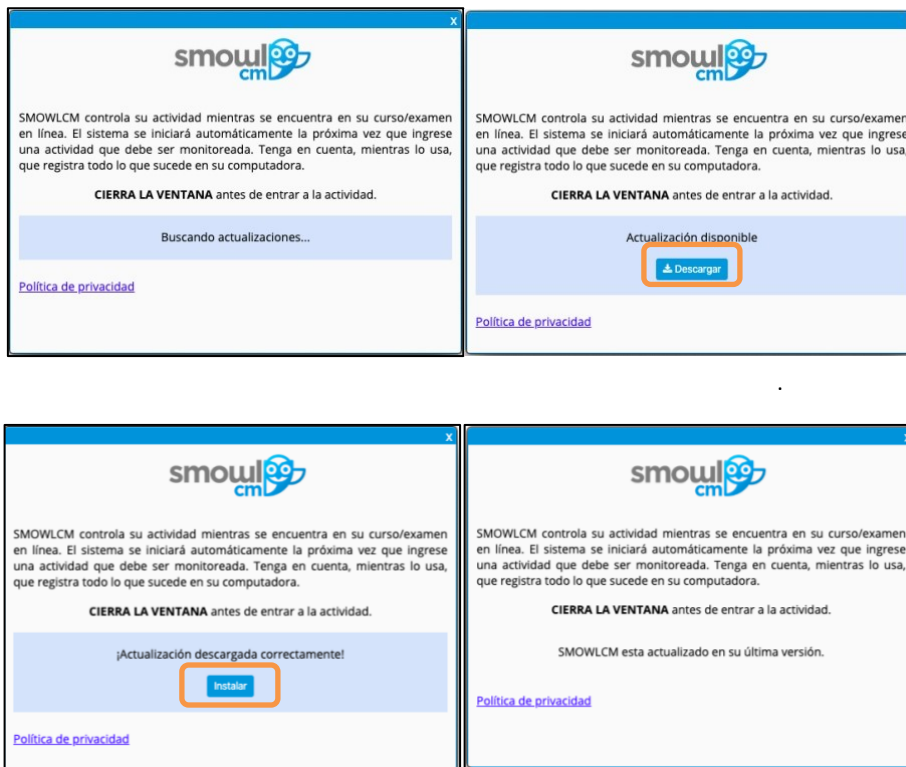 x
smowl
cm
SMOWLCM controla su actividad mientras se encuentra en su curso/examen
en línea. El sistema se iniciará automáticamente la próxima vez que ingrese
una actividad que debe ser monitoreada. Tenga en cuenta, mientras lo usa,
que registra todo lo que sucede en su computadora.
CIERRA LA VENTANA antes de entrar a la actividad.
Buscando actualizaciones...
Política de privacidad
smowl
cm
SMOWLCM controla su actividad mientras se encuentra en su curso/examen
en línea. El sistema se iniciará automáticamente la próxima vez que ingrese
una actividad que debe ser monitoreada. Tenga en cuenta, mientras lo usa,
que registra todo lo que sucede en su computadora.
CIERRA LA VENTANA antes de entrar a la actividad.
Actualización disponible
Descargar
Política de privacidad
.
x
smowl
cm
SMOWLCM controla su actividad mientras se encuentra en su curso/examen
en línea. El sistema se iniciará automáticamente la próxima vez que ingrese
una actividad que debe ser monitoreada. Tenga en cuenta, mientras lo usa,
que registra todo lo que sucede en su computadora.
CIERRA LA VENTANA antes de entrar a la actividad.
¡Actualización descargada correctamente!
Instalar
Política de privacidad
smowl
cm
SMOWLCM controla su actividad mientras se encuentra en su curso/examen
en línea. El sistema se iniciará automáticamente la próxima vez que ingrese
una actividad que debe ser monitoreada. Tenga en cuenta, mientras lo usa,
que registra todo lo que sucede en su computadora.
CIERRA LA VENTANA antes de entrar a la actividad.
SMOWLCM esta actualizado en su última versión.
Política de privacidad